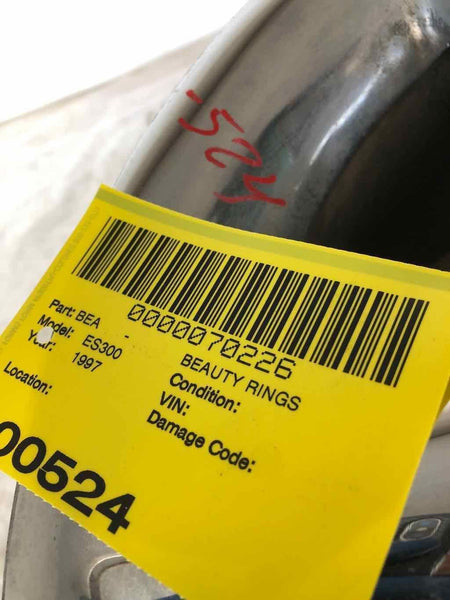 -524
0000070226
Part: BEA
BEAUTY RINGS
Model: ES300
Condition:
Year: 1997
VIN:
Location:
Damage Code:
00524